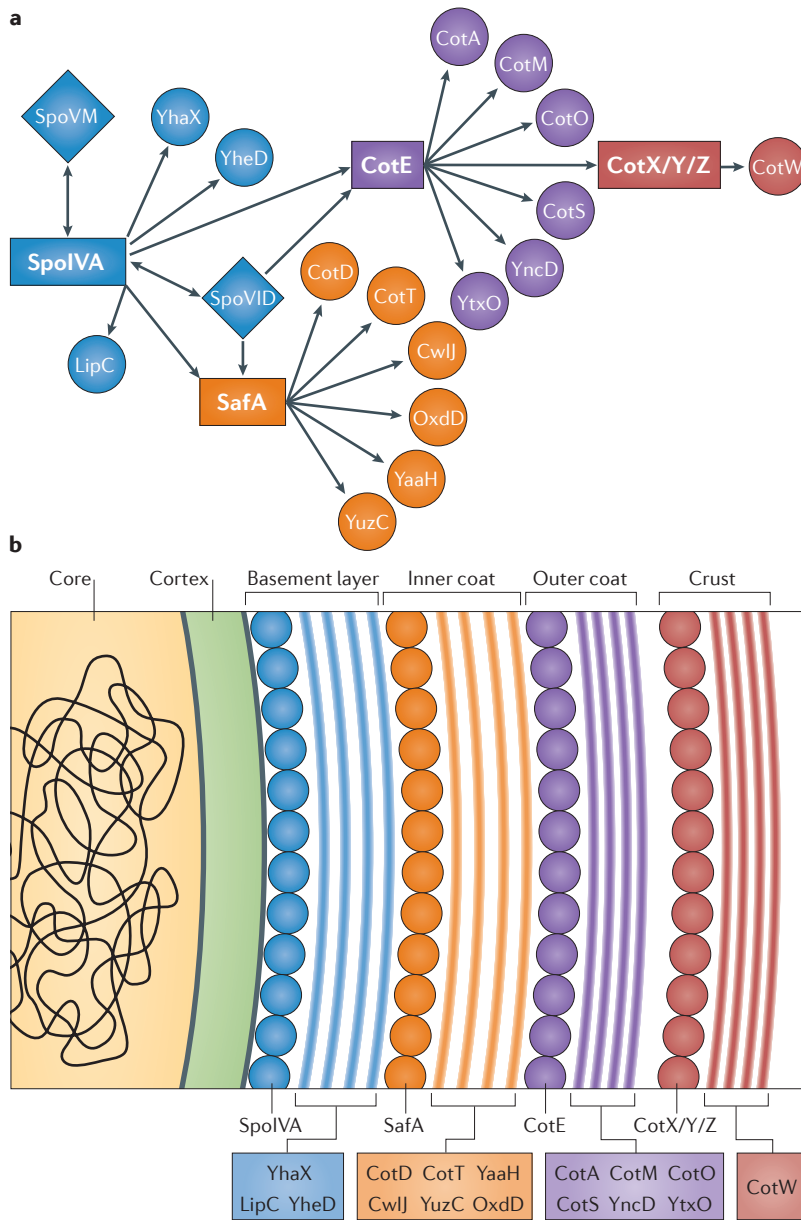 a
CotA
CotM
SpoVM
YhaX
CotO
YheD
CotE
CotX/Y/Z
CotW
CotS
SpoIVA
CotD
YncD
SpoVID
CotT
YtxO
LipC
CwlJ
SafA
OxdD
YaaH
YuzC
b
Core
Cortex
Basement layer
Inner coat
Outer coat
Crust
SpoIVA
SafA
CotE
CotX/Y/Z
YhaX
LipC YheD
CotD CotT YaaH
CwlJ YuzC OxdD
CotA CotM CotO
CotS YncD YtxO
CotW